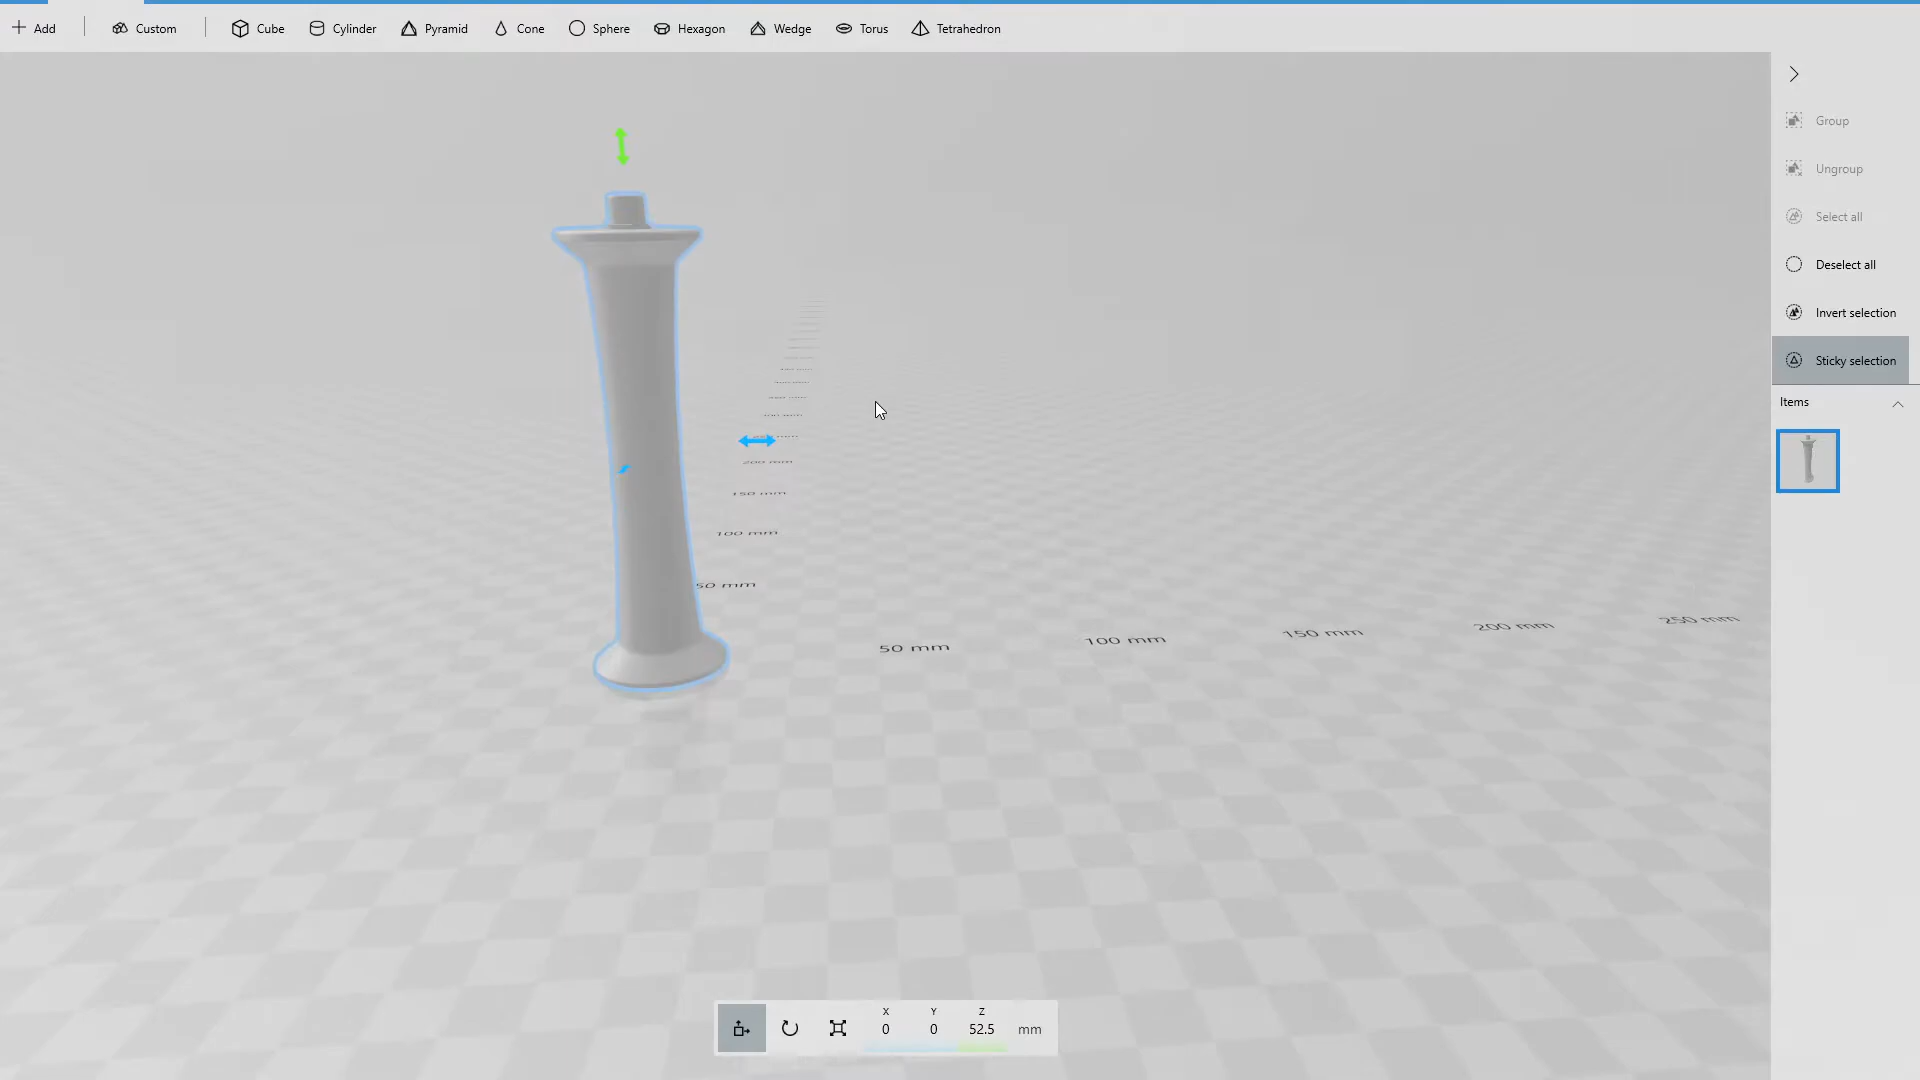 Add
Custom
Cube
Cylinder
Pyramid
Cone
Sphere
Hexagon
Wedge
Torus
Tetrahedron
Group
Ungroup
Select all
Deselect all
Invert selection
Sticky selection
Items
200 mm
150 mm
100 mm
50 mm
50 mm
100 mm
150 mm
200 mm
250 mm
X Y Z
0 0 52.5 mm